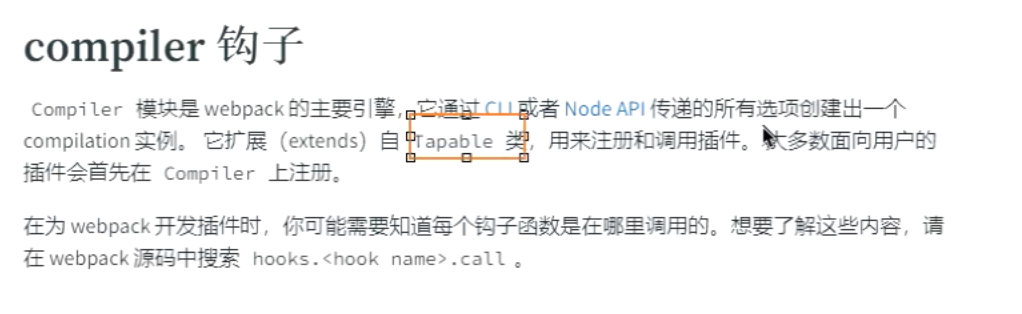 compiler 钩子
Compiler 模块是 webpack 的主要引擎，它通过 CLI 或者 Node API 传递的所有选项创建出一个
compilation 实例。 它扩展（extends）自 Tapable 类，用来注册和调用插件。 大多数面向用户的
插件会首先在 Compiler 上注册。
在为 webpack 开发插件时，你可能需要知道每个钩子函数是在哪里调用的。想要了解这些内容，请
在 webpack 源码中搜索 hooks.<hook name>.call 。